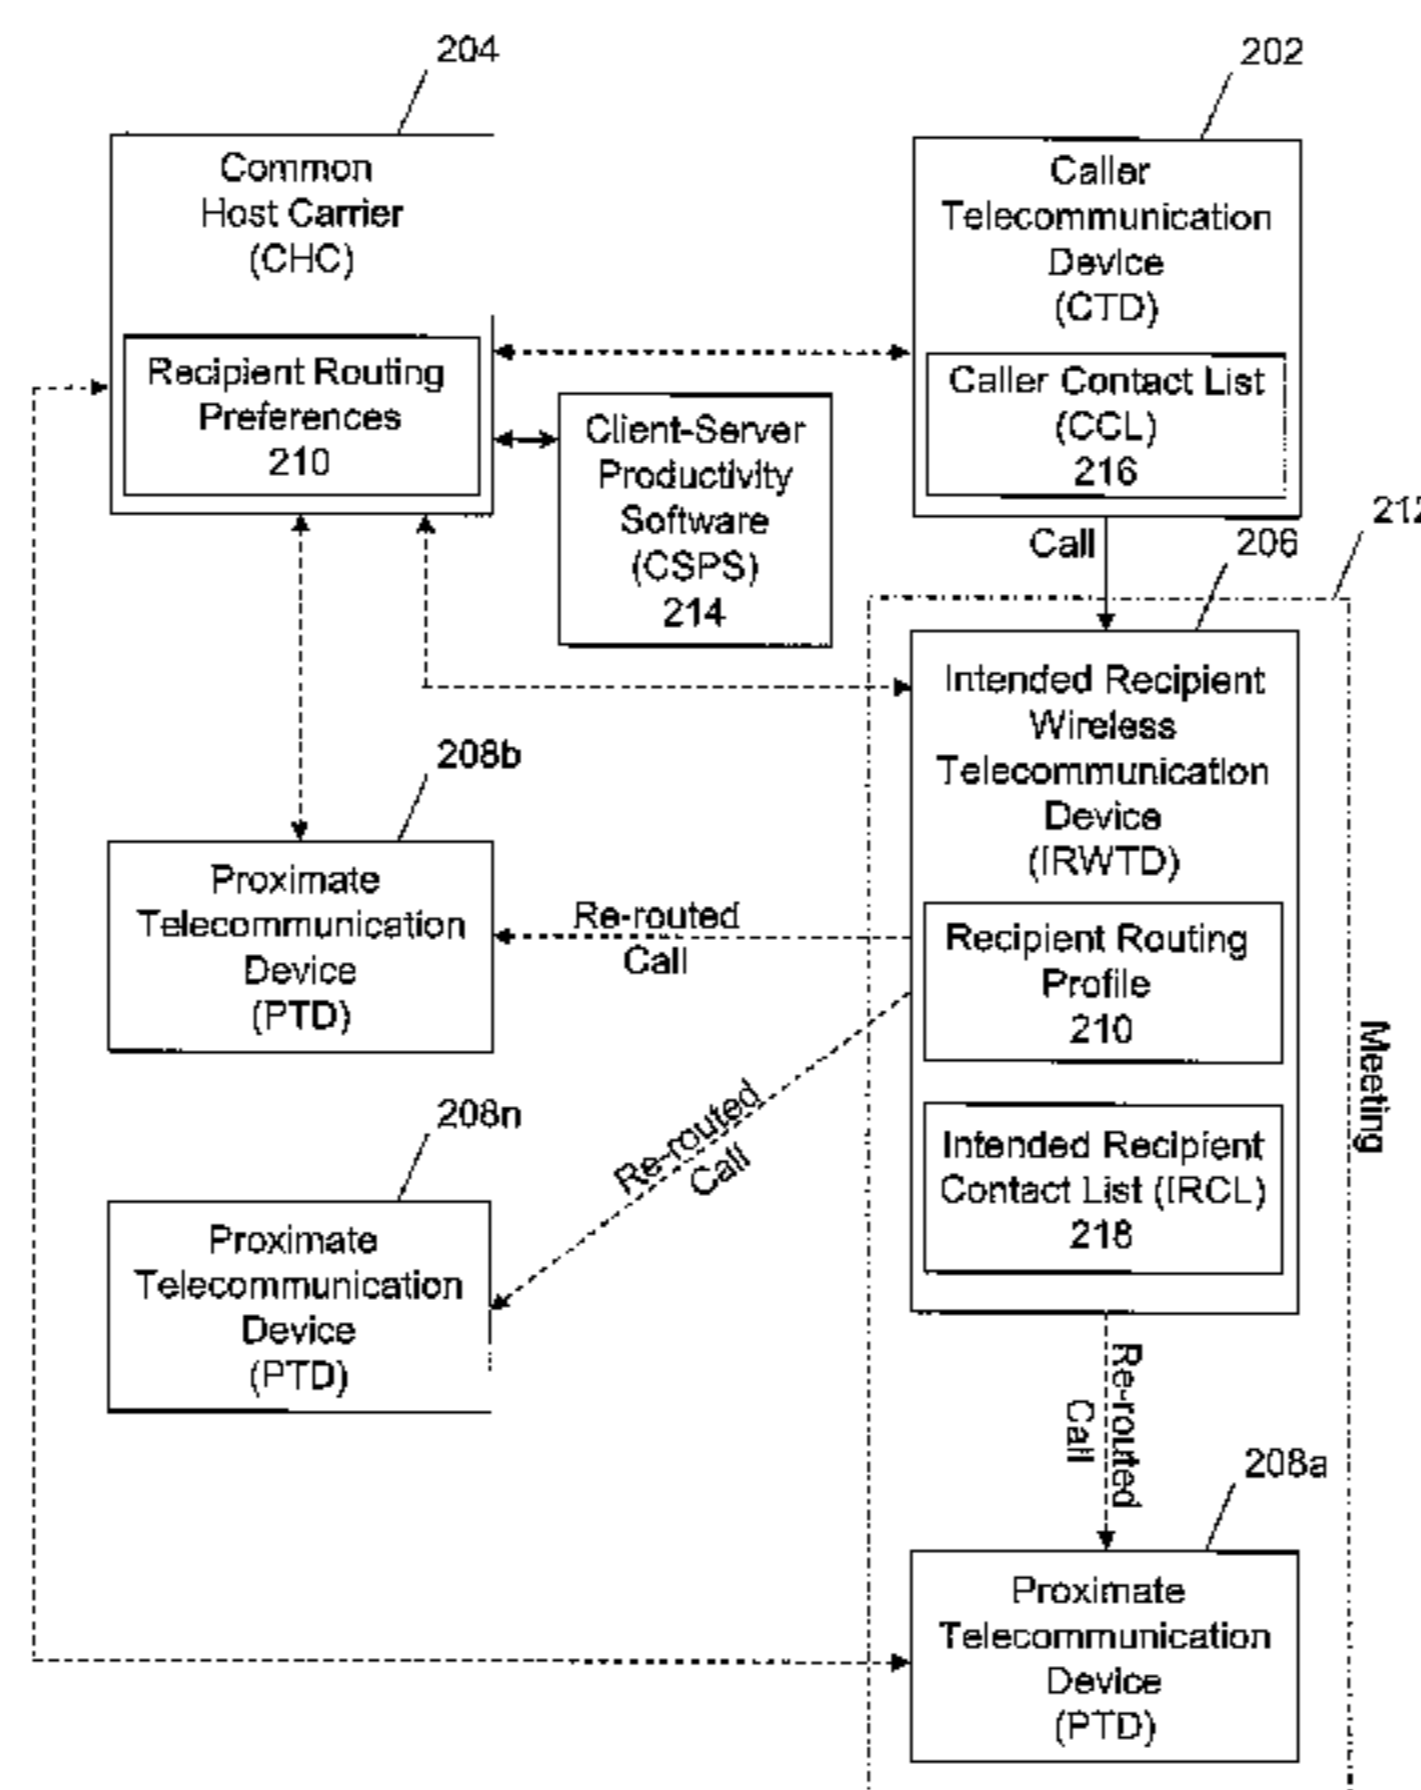 204
Common
Host Carrier
(CHC)
Recipient Routing
Preferences
210
202
Caller
Telecommunication
Device
(CTD)
Caller Contact List
(CCL)
216
Client-Server
Productivity
Software
(CSPS)
214
Call
206
212
Intended Recipient
Wireless
Telecommunication
Device
(IRWTD)
Recipient Routing
Profile
210
Intended Recipient
Contact List (IRCL)
218
Meeting
208b
Proximate
Telecommunication
Device
(PTD)
Re-routed
Call
208n
Proximate
Telecommunication
Device
(PTD)
Re-routed
Call
Re-routed
Call
208a
Proximate
Telecommunication
Device
(PTD)